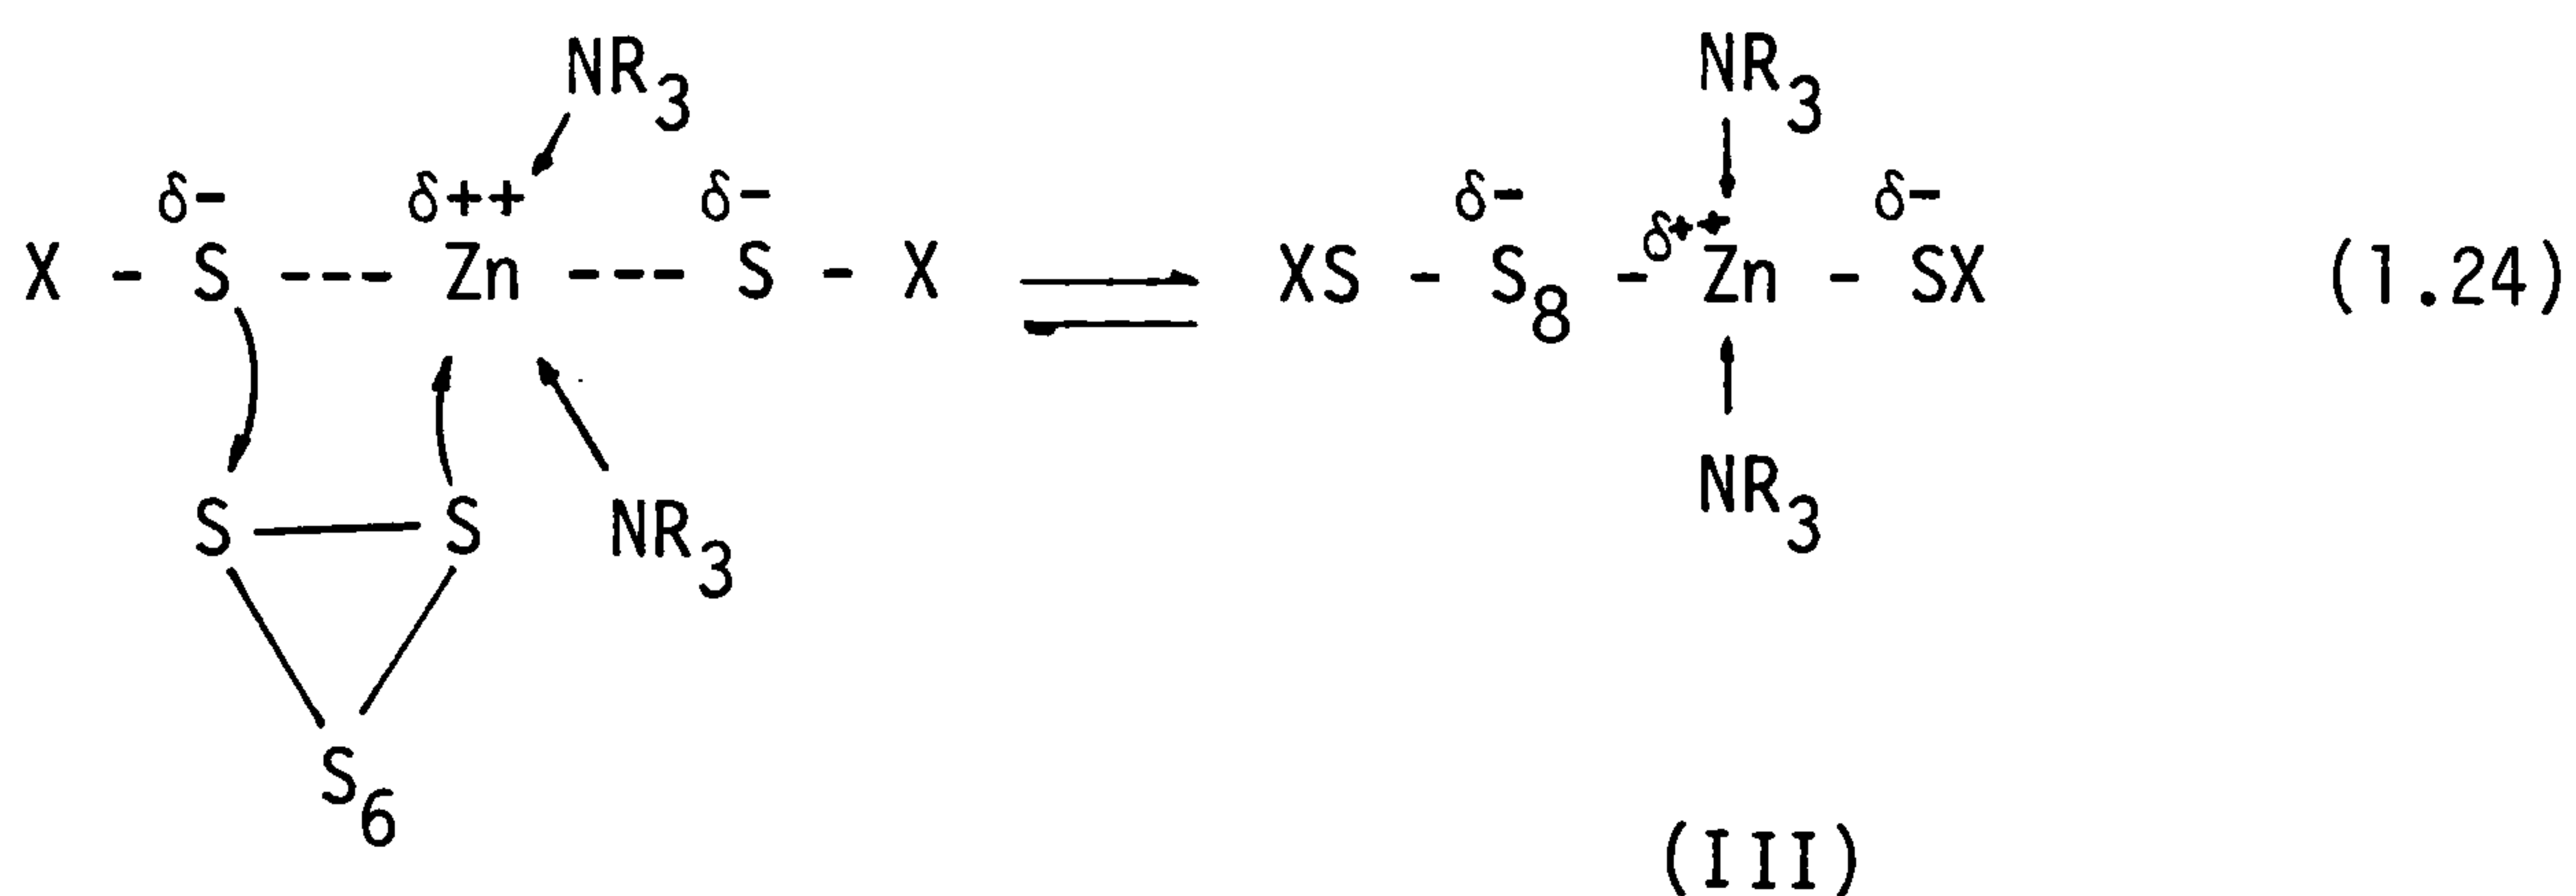 NR3 NR3
δ- δ++ δ- δ- δ++ δ-
X - S --- Zn --- S - X ⇌ XS - S8 - Zn - SX (1.24)
S S NR3 NR3
S6
(III)